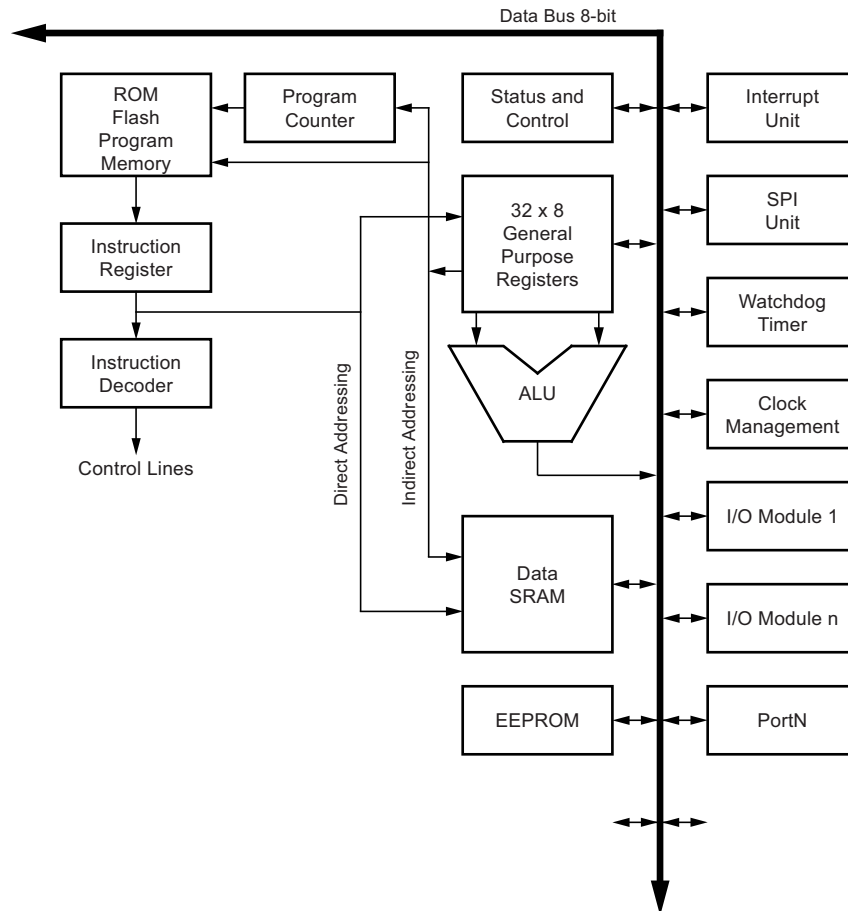 Data Bus 8-bit
ROM
Flash
Program
Memory
Program
Counter
Status and
Control
Interrupt
Unit
32 x 8
General
Purpose
Registers
SPI
Unit
Instruction
Register
Watchdog
Timer
Instruction
Decoder
ALU
Clock
Management
Control Lines
Direct Addressing
Indirect Addressing
I/O Module 1
Data
SRAM
I/O Module n
EEPROM
PortN